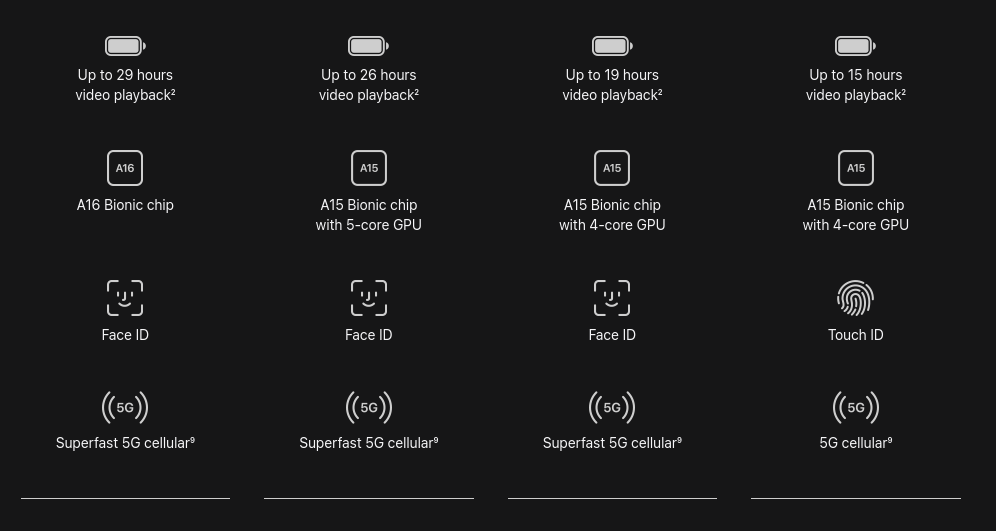 Up to 29 hours
video playback²
Up to 26 hours
video playback²
Up to 19 hours
video playback²
Up to 15 hours
video playback²
A16
A16 Bionic chip
A15
A15 Bionic chip
with 5-core GPU
A15
A15 Bionic chip
with 4-core GPU
A15
A15 Bionic chip
with 4-core GPU
Face ID
Face ID
Face ID
Touch ID
5G
Superfast 5G cellular⁹
5G
Superfast 5G cellular⁹
5G
Superfast 5G cellular⁹
5G
5G cellular⁹